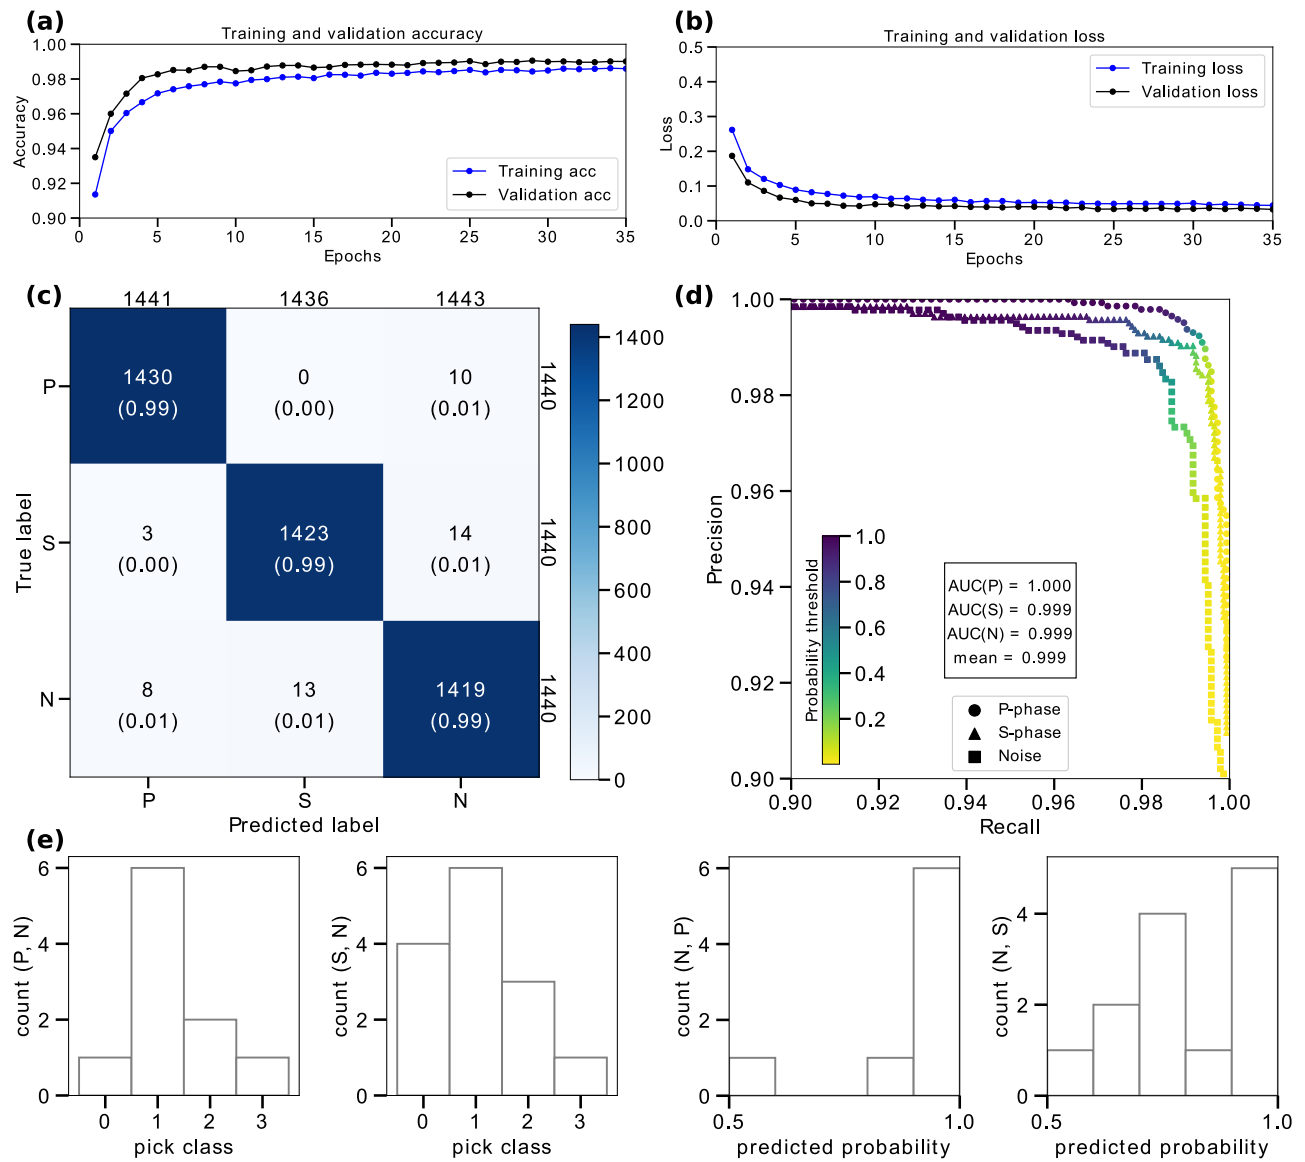 (a)
Training and validation accuracy
1.00
0.98
0.96
0.94
0.92
0.90
Accuracy
Training acc
Validation acc
0 5 10 15 20 25 30 35
Epochs
(b)
Training and validation loss
0.5
0.4
0.3
0.2
0.1
0.0
Loss
Training loss
Validation loss
0 5 10 15 20 25 30 35
Epochs
(c)
1441 1436 1443
P
S
N
True label
1430 0 10
(0.99) (0.00) (0.01)
1440
3 1423 14
(0.00) (0.99) (0.01)
1440
8 13 1419
(0.01) (0.01) (0.99)
1440
P S N
Predicted label
1400
1200
1000
800
600
400
200
0
(d)
1.00
0.98
0.96
0.94
0.92
0.90
Precision
Probability threshold
1.0
0.8
0.6
0.4
0.2
AUC(P) = 1.000
AUC(S) = 0.999
AUC(N) = 0.999
mean = 0.999
P-phase
S-phase
Noise
0.90 0.92 0.94 0.96 0.98 1.00
Recall
(e)
6
4
2
0
count (P, N)
0 1 2 3
pick class
6
4
2
0
count (S, N)
0 1 2 3
pick class
6
4
2
0
count (N, P)
0.5 1.0
predicted probability
4
2
0
count (N, S)
0.5 1.0
predicted probability